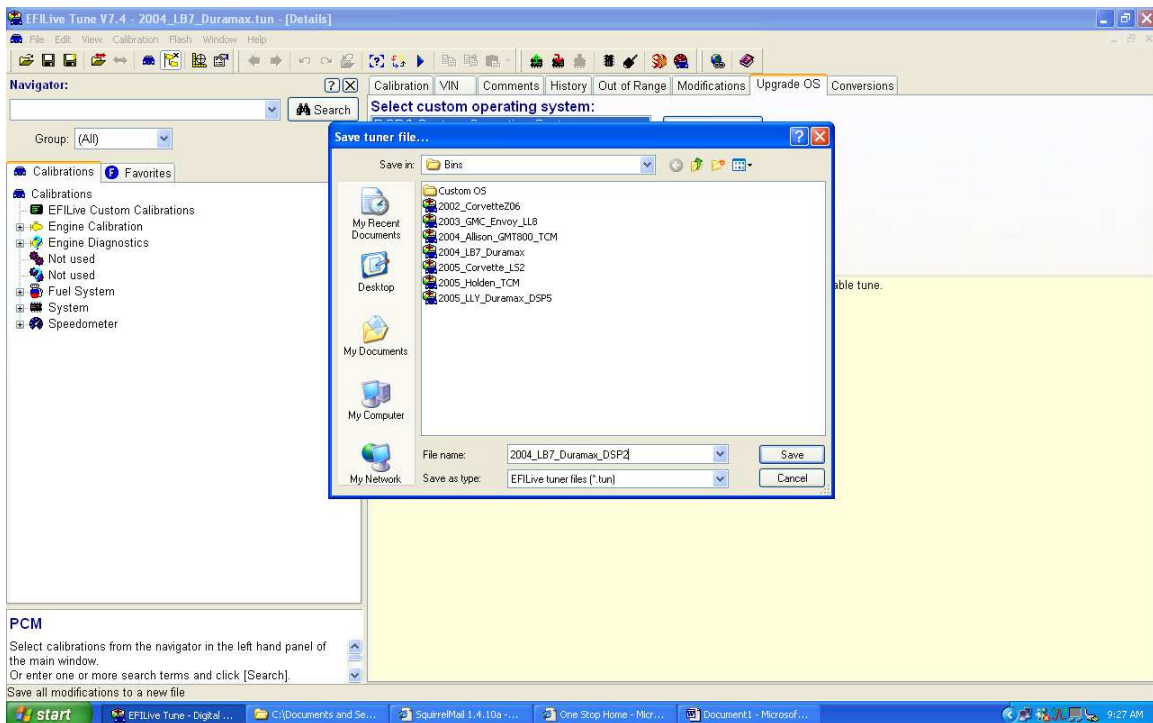 EFILive Tune V7.4 - 2004_LB7_Duramax.tun - [Details]
File Edit View Calibration Flash Window Help
Navigator:
Search
Group: (All)
Calibrations Favorites
Calibrations
EFILive Custom Calibrations
Engine Calibration
Engine Diagnostics
Not used
Not used
Fuel System
System
Speedometer
PCM
Select calibrations from the navigator in the left hand panel of
the main window.
Or enter one or more search terms and click [Search].
Save all modifications to a new file
Calibration VIN Comments History Out of Range Modifications Upgrade OS Conversions
Select custom operating system:
able tune.
Save tuner file...
Save in: Bins
My Recent
Documents
Desktop
My Documents
My Computer
My Network
Custom OS
2002_CorvetteZ06
2003_GMC_Envoy_LL8
2004_Allison_GMT800_TCM
2004_LB7_Duramax
2005_Corvette_LS2
2005_Holden_TCM
2005_LLY_Duramax_DSP5
File name: 2004_LB7_Duramax_DSP2 Save
Save as type: EFILive tuner files (*.tun) Cancel
start EFILive Tune - Digital ... C:\Documents and Se... SquirrelMail 1.4.10a -... One Stop Home - Micr... Document1 - Microsof... 9:27 AM